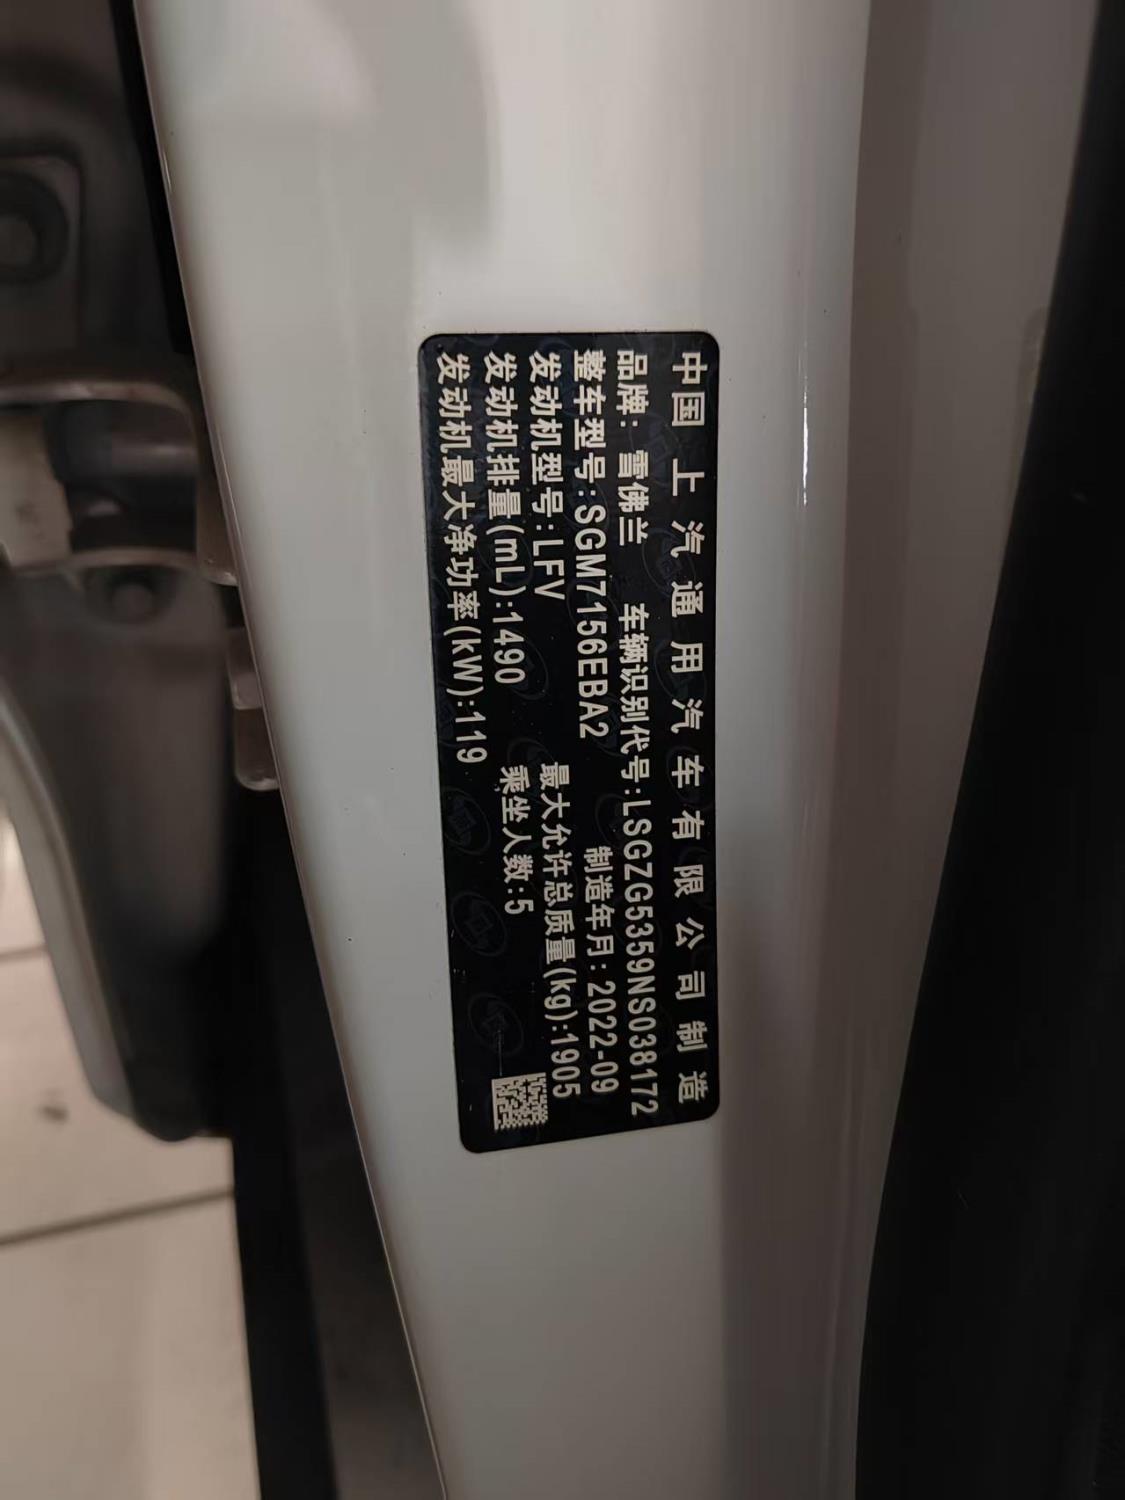 中国上汽通用汽车有限公司制造
品牌：雪佛兰 车辆识别代号:LSGZG5359NS038172
整车型号:SGM7156EBA2 制造年月:2022-09
发动机型号:LFV 最大允许总质量(kg):1905
发动机排量(mL):1490 乘坐人数:5
发动机最大净功率(kW):119